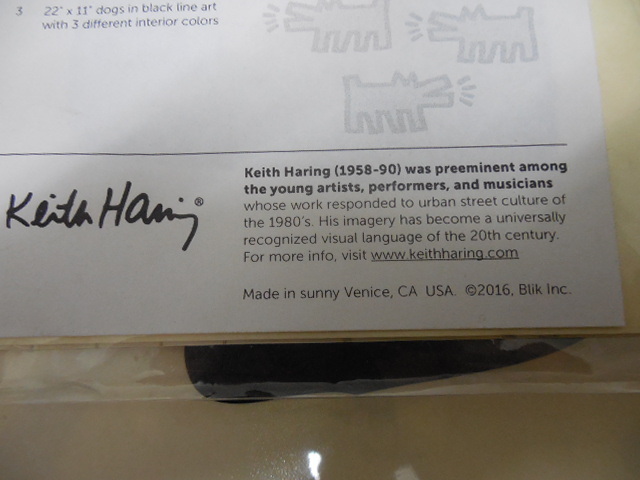 3 22" x 11" dogs in black line art
with 3 different interior colors
Keith Haring®
Keith Haring (1958-90) was preeminent among
the young artists, performers, and musicians
whose work responded to urban street culture of
the 1980's. His imagery has become a universally
recognized visual language of the 20th century.
For more info, visit www.keithharing.com
Made in sunny Venice, CA USA. ©2016, Blik Inc.